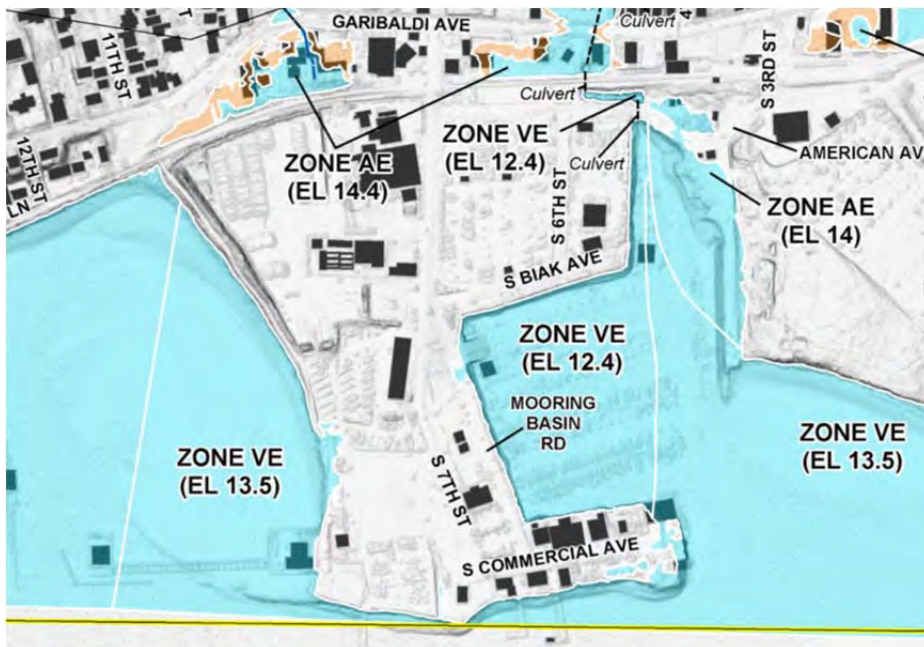 GARIBALDI AVE
Culvert
11TH ST
S 3RD ST
Culvert
12TH ST
ZONE AE
(EL 14.4)
ZONE VE
(EL 12.4)
Culvert
AMERICAN AV
LN
S 6TH ST
ZONE AE
(EL 14)
S BIAK AVE
ZONE VE
(EL 12.4)
MOORING
BASIN
RD
ZONE VE
(EL 13.5)
ZONE VE
(EL 13.5)
S 7TH ST
S COMMERCIAL AVE